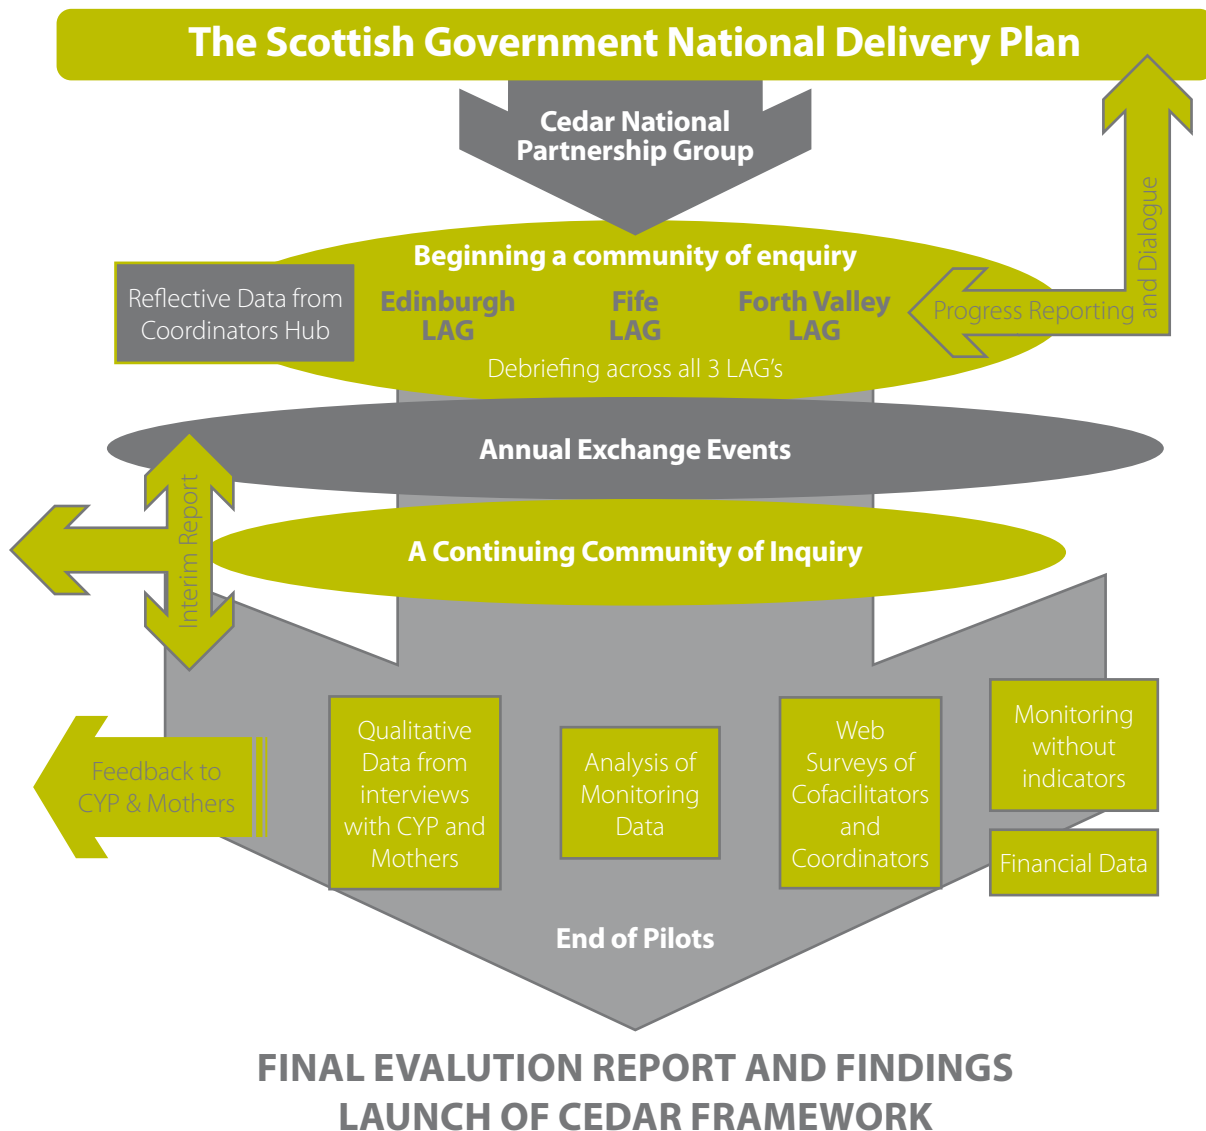 The Scottish Government National Delivery Plan
Cedar National
Partnership Group
Beginning a community of enquiry
Reflective Data from
Coordinators Hub
Edinburgh
LAG
Fife
LAG
Forth Valley
LAG
Progress Reporting
and Dialogue
Debriefing across all 3 LAG's
Annual Exchange Events
Interim Report
A Continuing Community of Inquiry
Feedback to
CYP & Mothers
Qualitative
Data from
interviews
with CYP and
Mothers
Analysis of
Monitoring
Data
Web
Surveys of
Cofacilitators
and
Coordinators
Monitoring
without
indicators
Financial Data
End of Pilots
FINAL EVALUTION REPORT AND FINDINGS
LAUNCH OF CEDAR FRAMEWORK